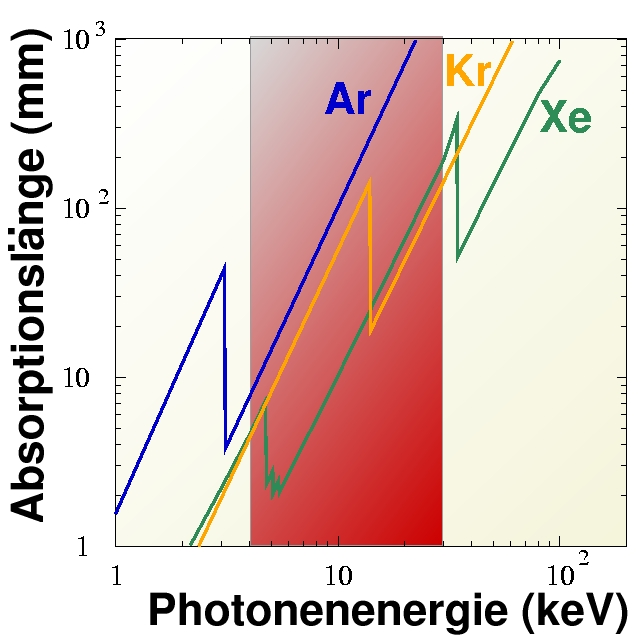 Absorptionslänge (mm)
10³
10²
10
1
Ar
Kr
Xe
1
10
10²
Photonenenergie (keV)